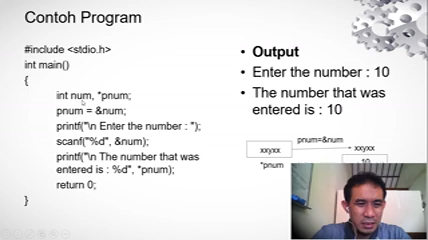 Contoh Program
#include <stdio.h>
int main()
{
int num, *pnum;
pnum = &num;
printf("\n Enter the number : ");
scanf("%d", &num);
printf("\n The number that was
entered is : %d", *pnum);
return 0;
}
• Output
• Enter the number : 10
• The number that was
entered is : 10
pnum=&num
xxyxx
xxyxx
*pnum
10